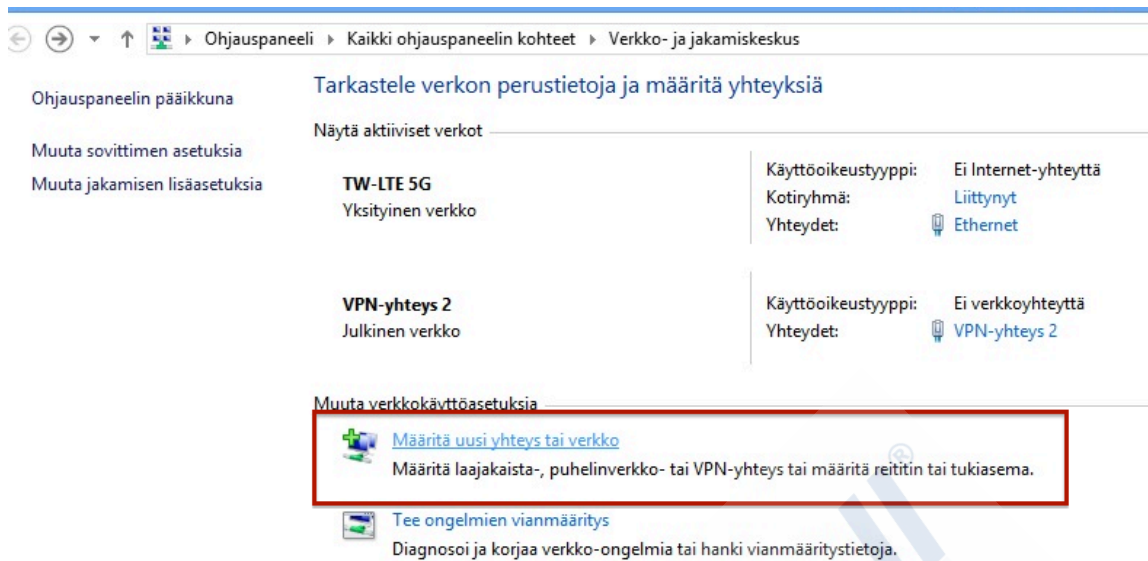 Ohjauspaneeli ▸ Kaikki ohjauspaneelin kohteet ▸ Verkko- ja jakamiskeskus
Ohjauspaneelin pääikkuna
Muuta sovittimen asetuksia
Muuta jakamisen lisäasetuksia
Tarkastele verkon perustietoja ja määritä yhteyksiä
Näytä aktiiviset verkot
TW-LTE 5G
Yksityinen verkko
Käyttöoikeustyyppi: Ei Internet-yhteyttä
Kotiryhmä: Liittynyt
Yhteydet: Ethernet
VPN-yhteys 2
Julkinen verkko
Käyttöoikeustyyppi: Ei verkkoyhteyttä
Yhteydet: VPN-yhteys 2
Muuta verkkokäyttöasetuksia
Määritä uusi yhteys tai verkko
Määritä laajakaista-, puhelinverkko- tai VPN-yhteys tai määritä reititin tai tukiasema.
Tee ongelmien vianmääritys
Diagnosoi ja korjaa verkko-ongelmia tai hanki vianmääritystietoja.